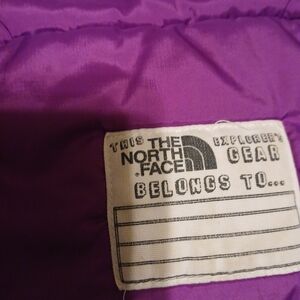 THIS THE NORTH FACE EXPLORER'S GEAR
BELONGS TO...